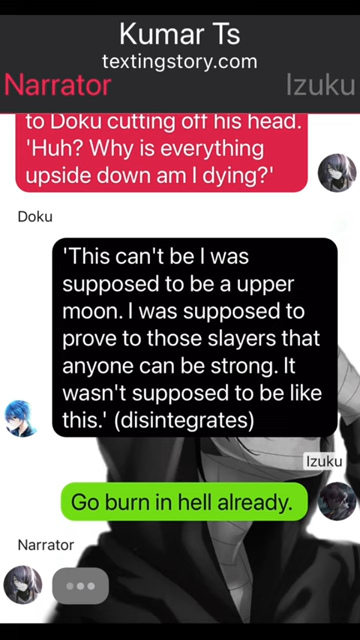 Kumar Ts
textingstory.com
Narrator
Izuku
to Doku cutting off his head.
'Huh? Why is everything
upside down am I dying?'
Doku
'This can't be I was
supposed to be a upper
moon. I was supposed to
prove to those slayers that
anyone can be strong. It
wasn't supposed to be like
this.' (disintegrates)
Izuku
Go burn in hell already.
Narrator